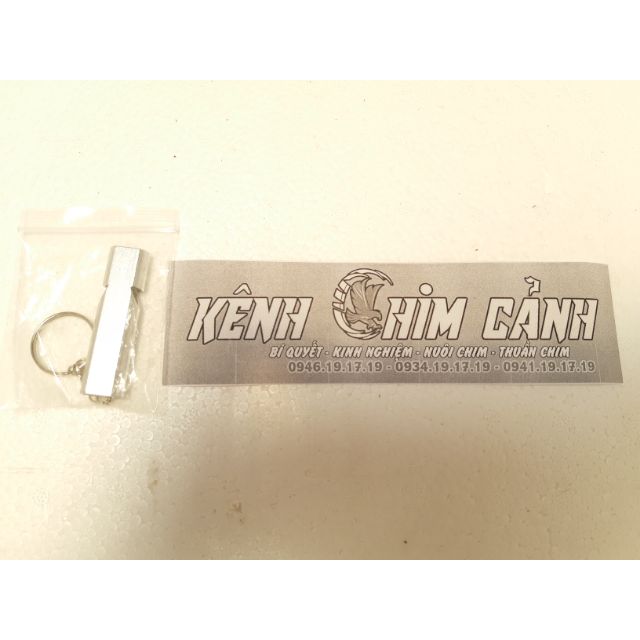 KÊNH CHIM CẢNH
BÍ QUYẾT - KINH NGHIỆM - NUÔI CHIM - THUẦN CHIM
0946.19.17.19 - 0934.19.17.19 - 0941.19.17.19